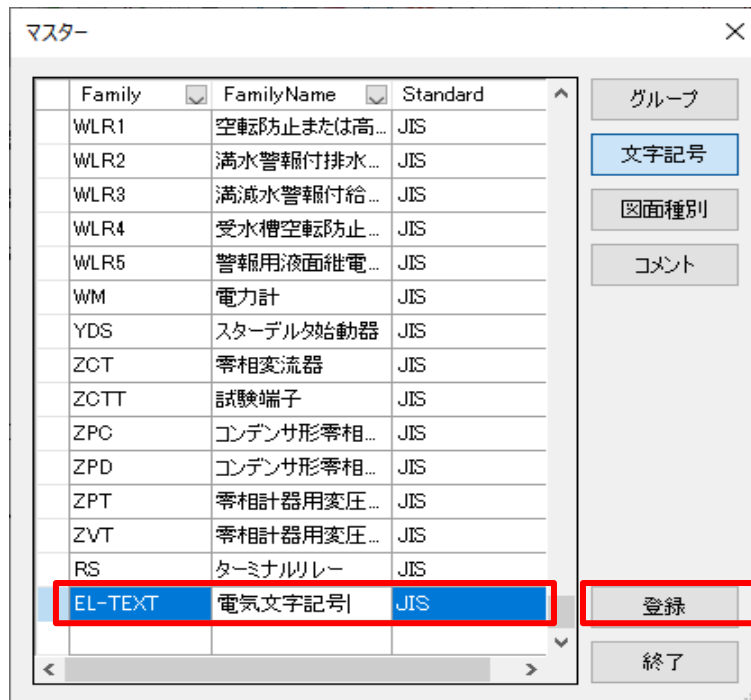 マスター
Family FamilyName Standard
WLR1 空転防止または高... JIS
WLR2 満水警報付排水... JIS
WLR3 満減水警報付給... JIS
WLR4 受水槽空転防止... JIS
WLR5 警報用液面継電... JIS
WM 電力計 JIS
YDS スターデルタ始動器 JIS
ZCT 零相変流器 JIS
ZCTT 試験端子 JIS
ZPC コンデンサ形零相... JIS
ZPD コンデンサ形零相... JIS
ZPT 零相計器用変圧... JIS
ZVT 零相計器用変圧... JIS
RS ターミナルリレー JIS
EL-TEXT 電気文字記号 JIS
グループ
文字記号
図面種別
コメント
登録
終了